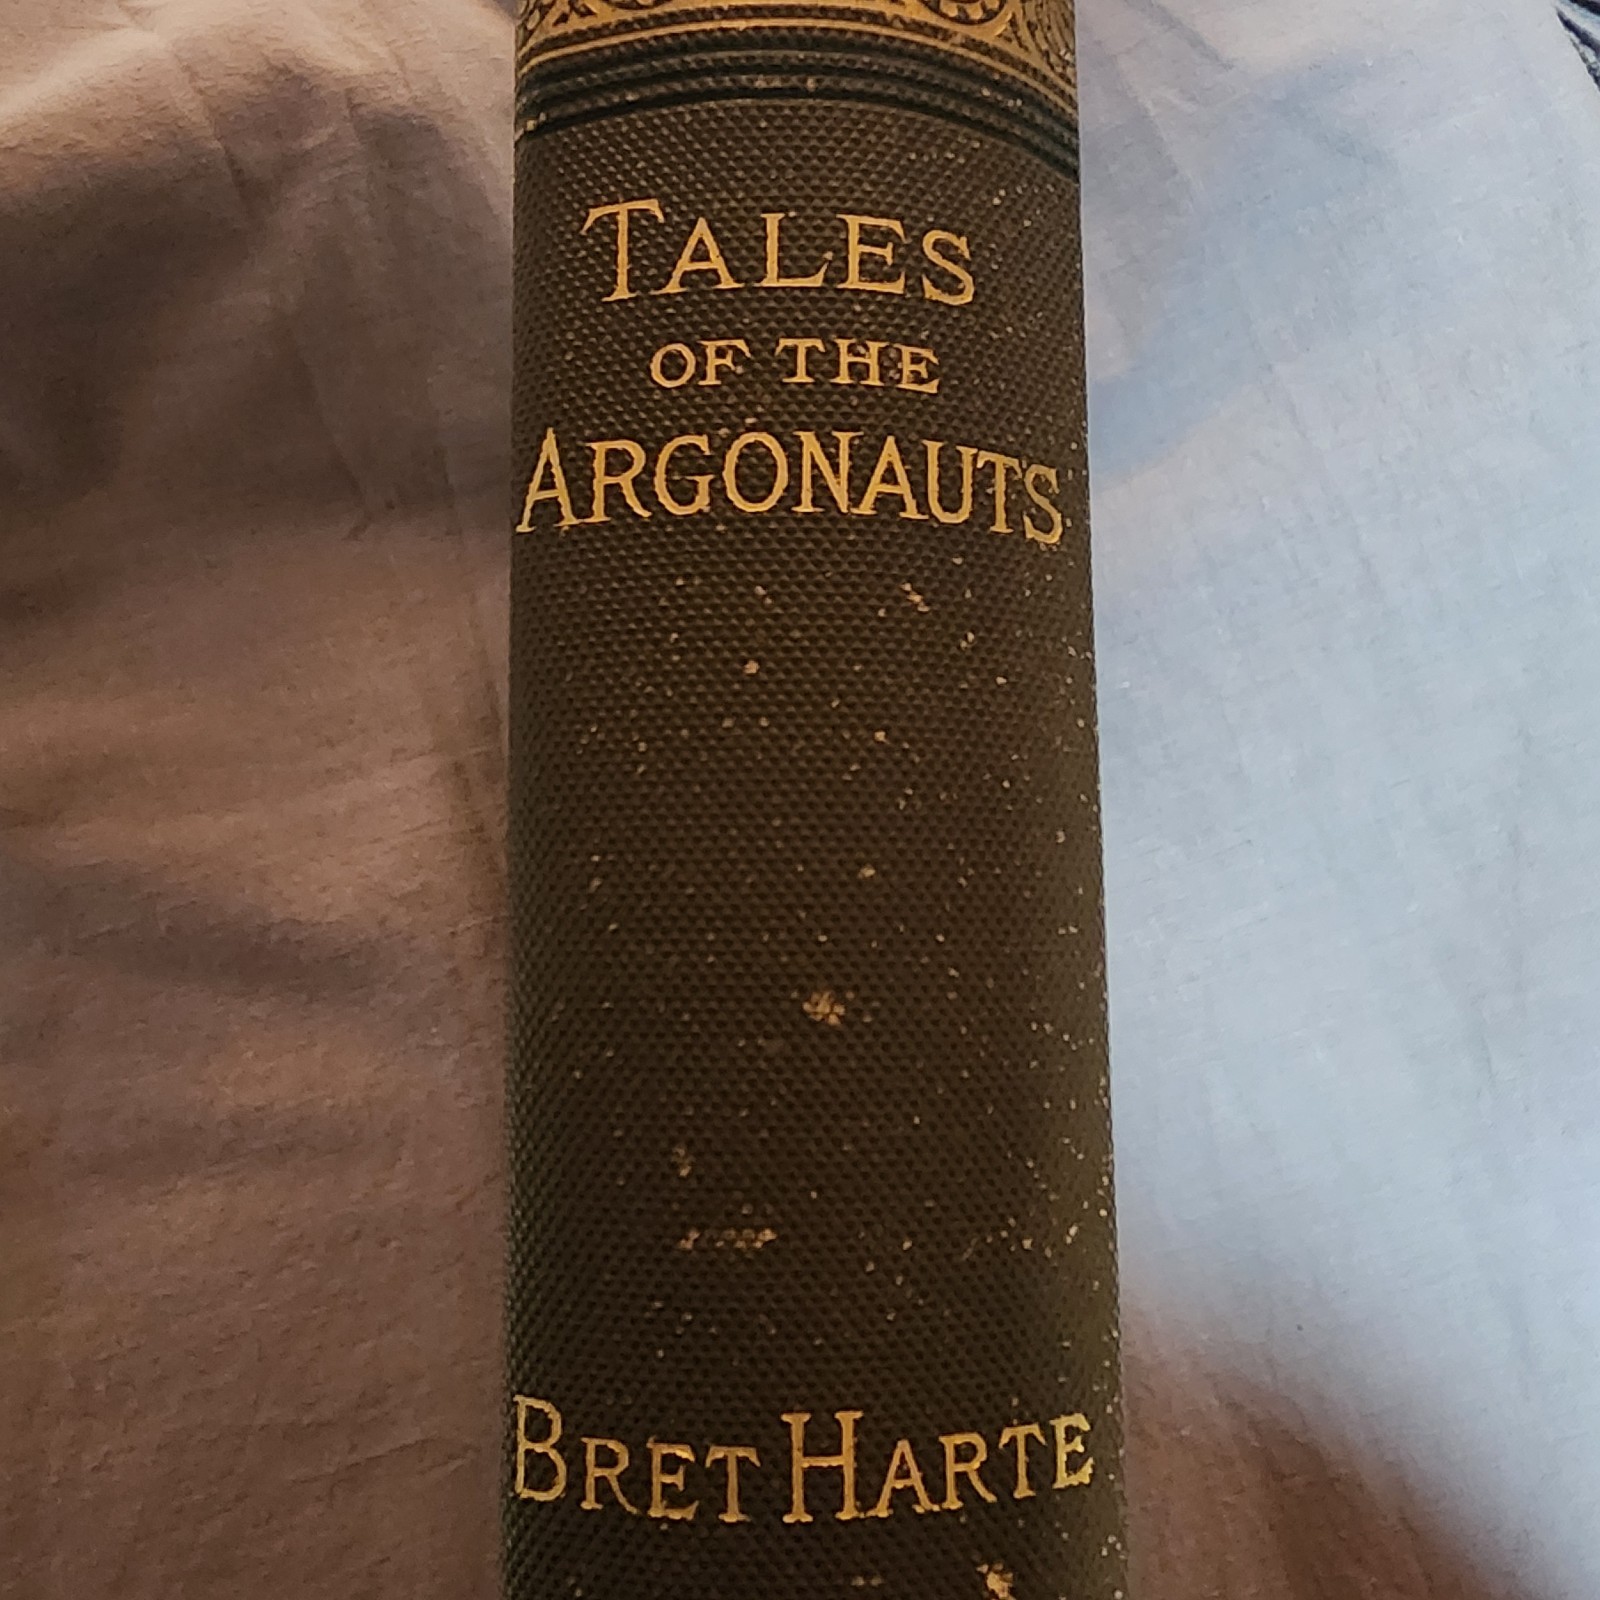 TALES
OF THE
ARGONAUTS
BRET HARTE